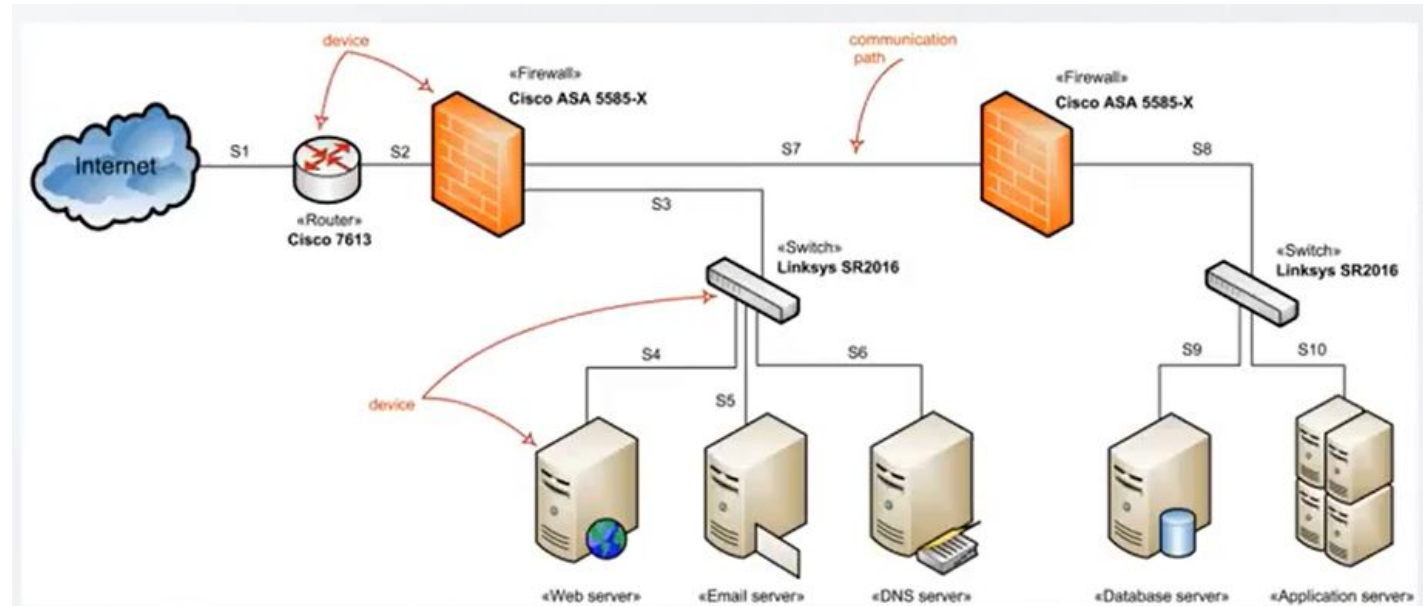 device
communication
path
«Firewall»
Cisco ASA 5585-X
«Firewall»
Cisco ASA 5585-X
Internet
S1
S2
S7
S8
S3
«Router»
Cisco 7613
«Switch»
Linksys SR2016
«Switch»
Linksys SR2016
S4
S6
S9
S10
S5
device
«Web server»
«Email server»
«DNS server»
«Database server»
«Application server»